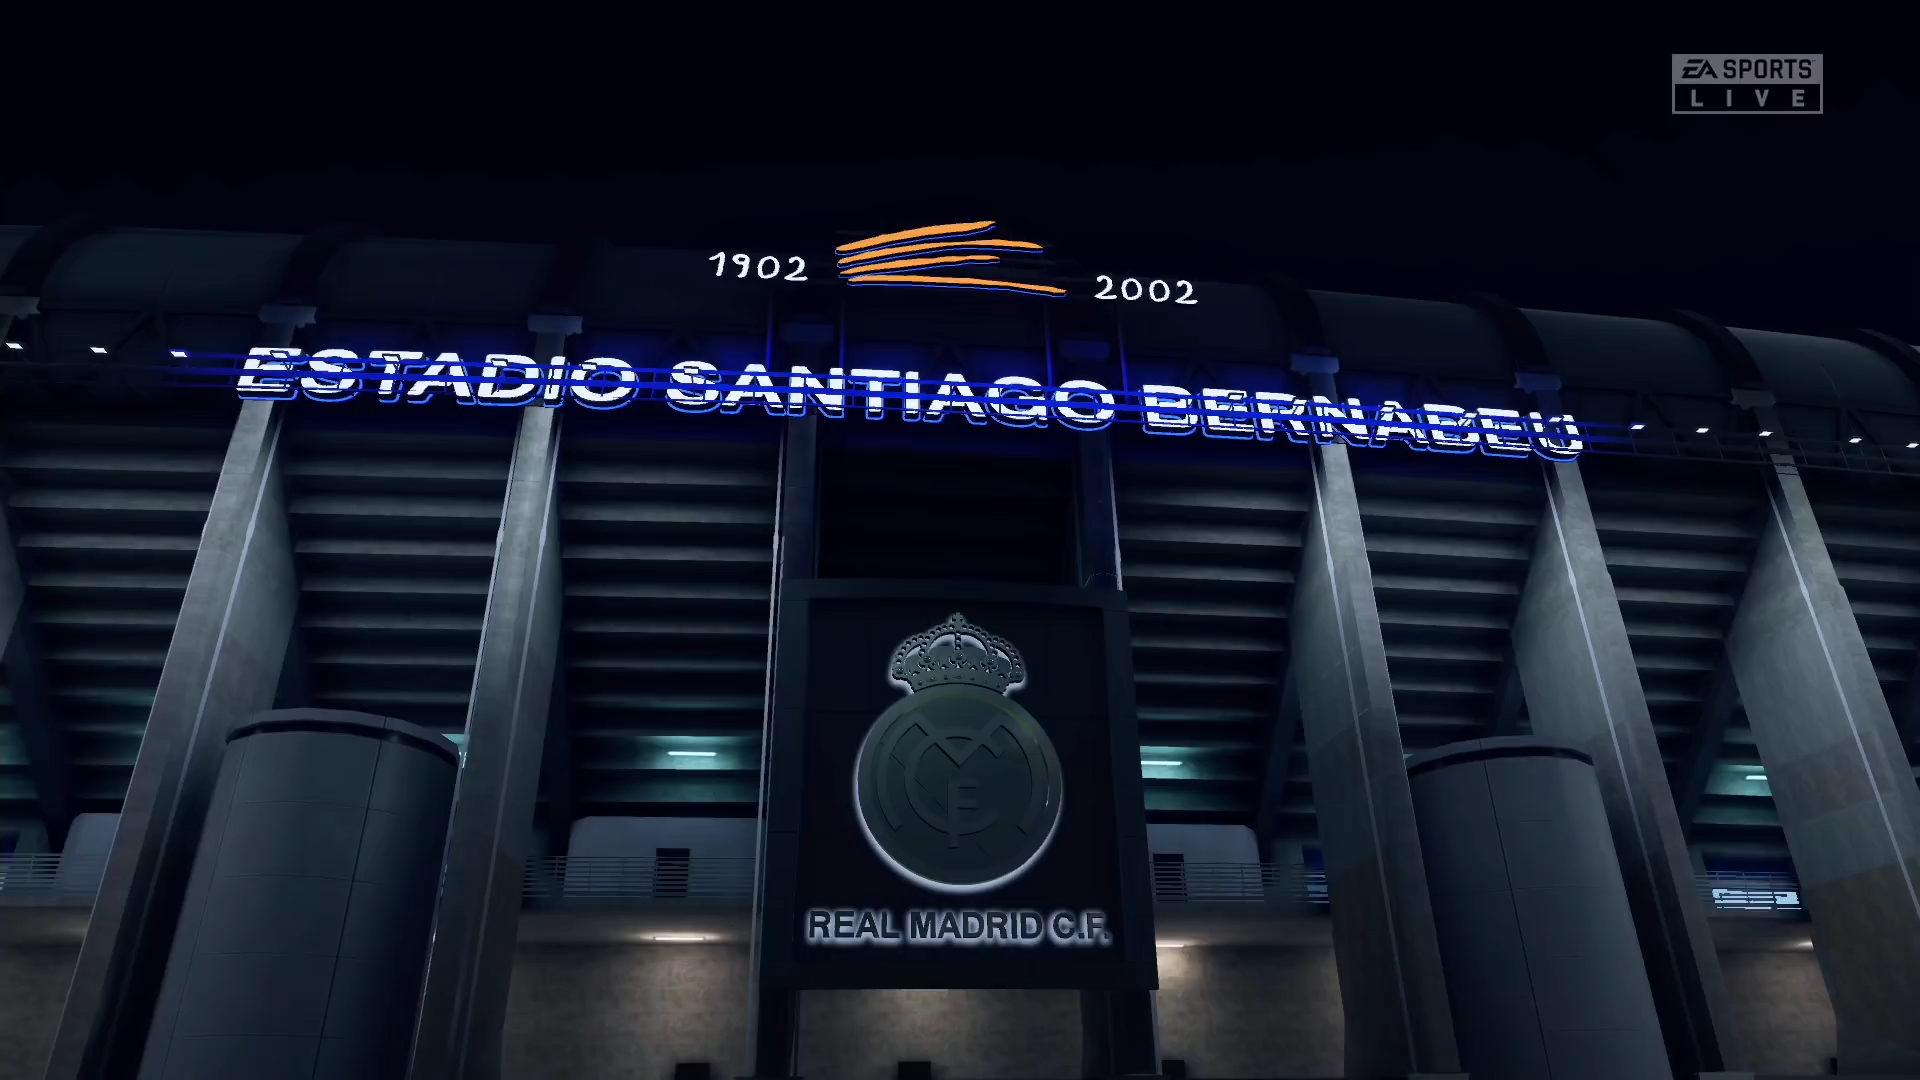 EA SPORTS
LIVE
1902 2002
ESTADIO SANTIAGO BERNABEU
REAL MADRID C.F.